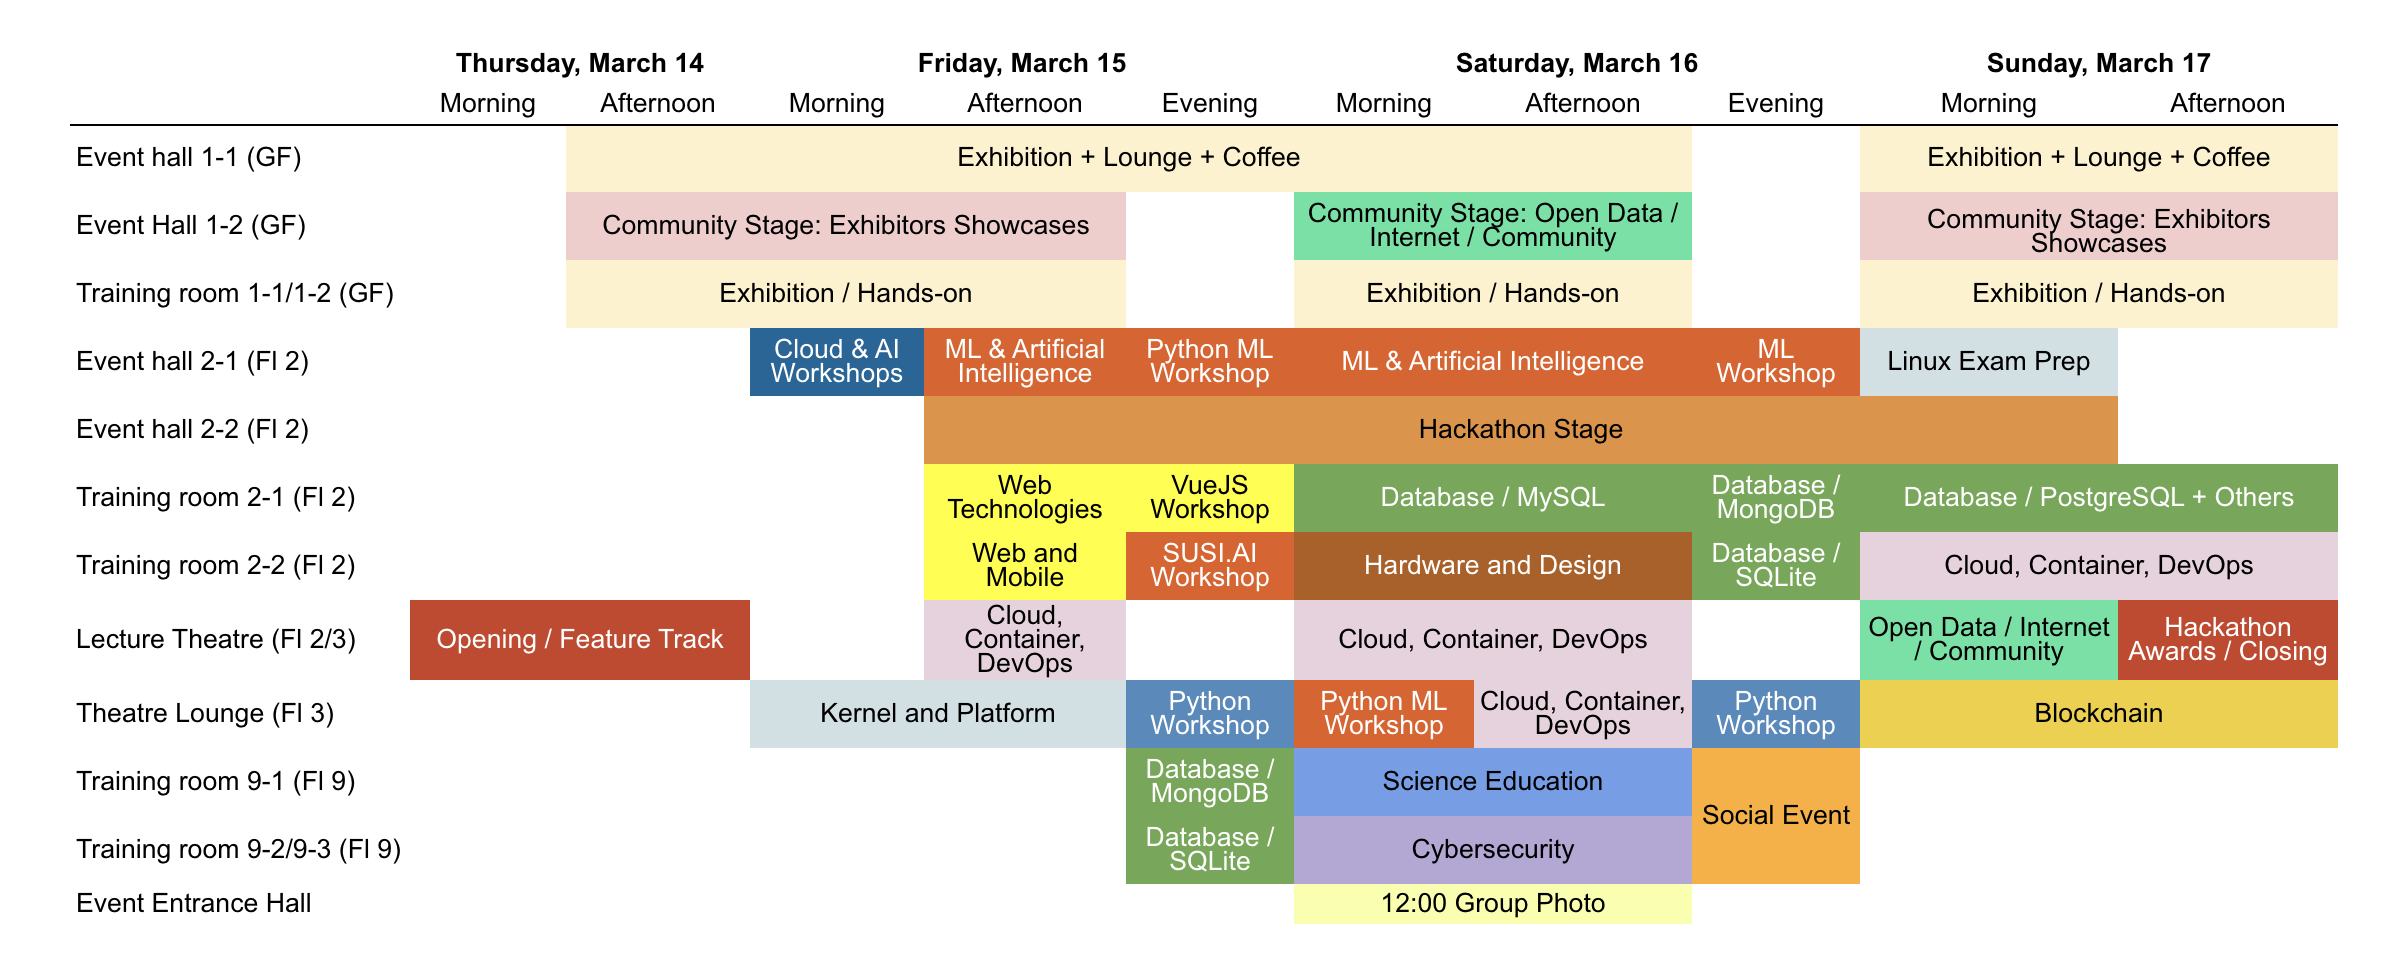 Thursday, March 14 Friday, March 15 Saturday, March 16 Sunday, March 17
Morning Afternoon Morning Afternoon Evening Morning Afternoon Evening Morning Afternoon
Event hall 1-1 (GF) Exhibition + Lounge + Coffee Exhibition + Lounge + Coffee
Event Hall 1-2 (GF)
Community Stage: Exhibitors Showcases
Community Stage: Open Data /
Internet / Community
Community Stage: Exhibitors
Showcases
Training room 1-1/1-2 (GF) Exhibition / Hands-on Exhibition / Hands-on Exhibition / Hands-on
Event hall 2-1 (Fl 2)
Cloud & AI
Workshops
ML & Artificial
Intelligence
Python ML
Workshop
ML & Artificial Intelligence
ML
Workshop
Linux Exam Prep
Event hall 2-2 (Fl 2) Hackathon Stage
Training room 2-1 (Fl 2)
Web
Technologies
VueJS
Workshop
Database / MySQL
Database /
MongoDB
Database / PostgreSQL + Others
Training room 2-2 (Fl 2)
Web and
Mobile
SUSI.AI
Workshop
Hardware and Design
Database /
SQLite
Cloud, Container, DevOps
Lecture Theatre (Fl 2/3)
Opening / Feature Track
Cloud,
Container,
DevOps
Cloud, Container, DevOps
Open Data / Internet
/ Community
Hackathon
Awards / Closing
Theatre Lounge (Fl 3)
Kernel and Platform
Python
Workshop
Python ML
Workshop
Cloud, Container,
DevOps
Python
Workshop
Blockchain
Training room 9-1 (Fl 9)
Database /
MongoDB
Science Education
Social Event
Training room 9-2/9-3 (Fl 9)
Database /
SQLite
Cybersecurity
Event Entrance Hall 12:00 Group Photo